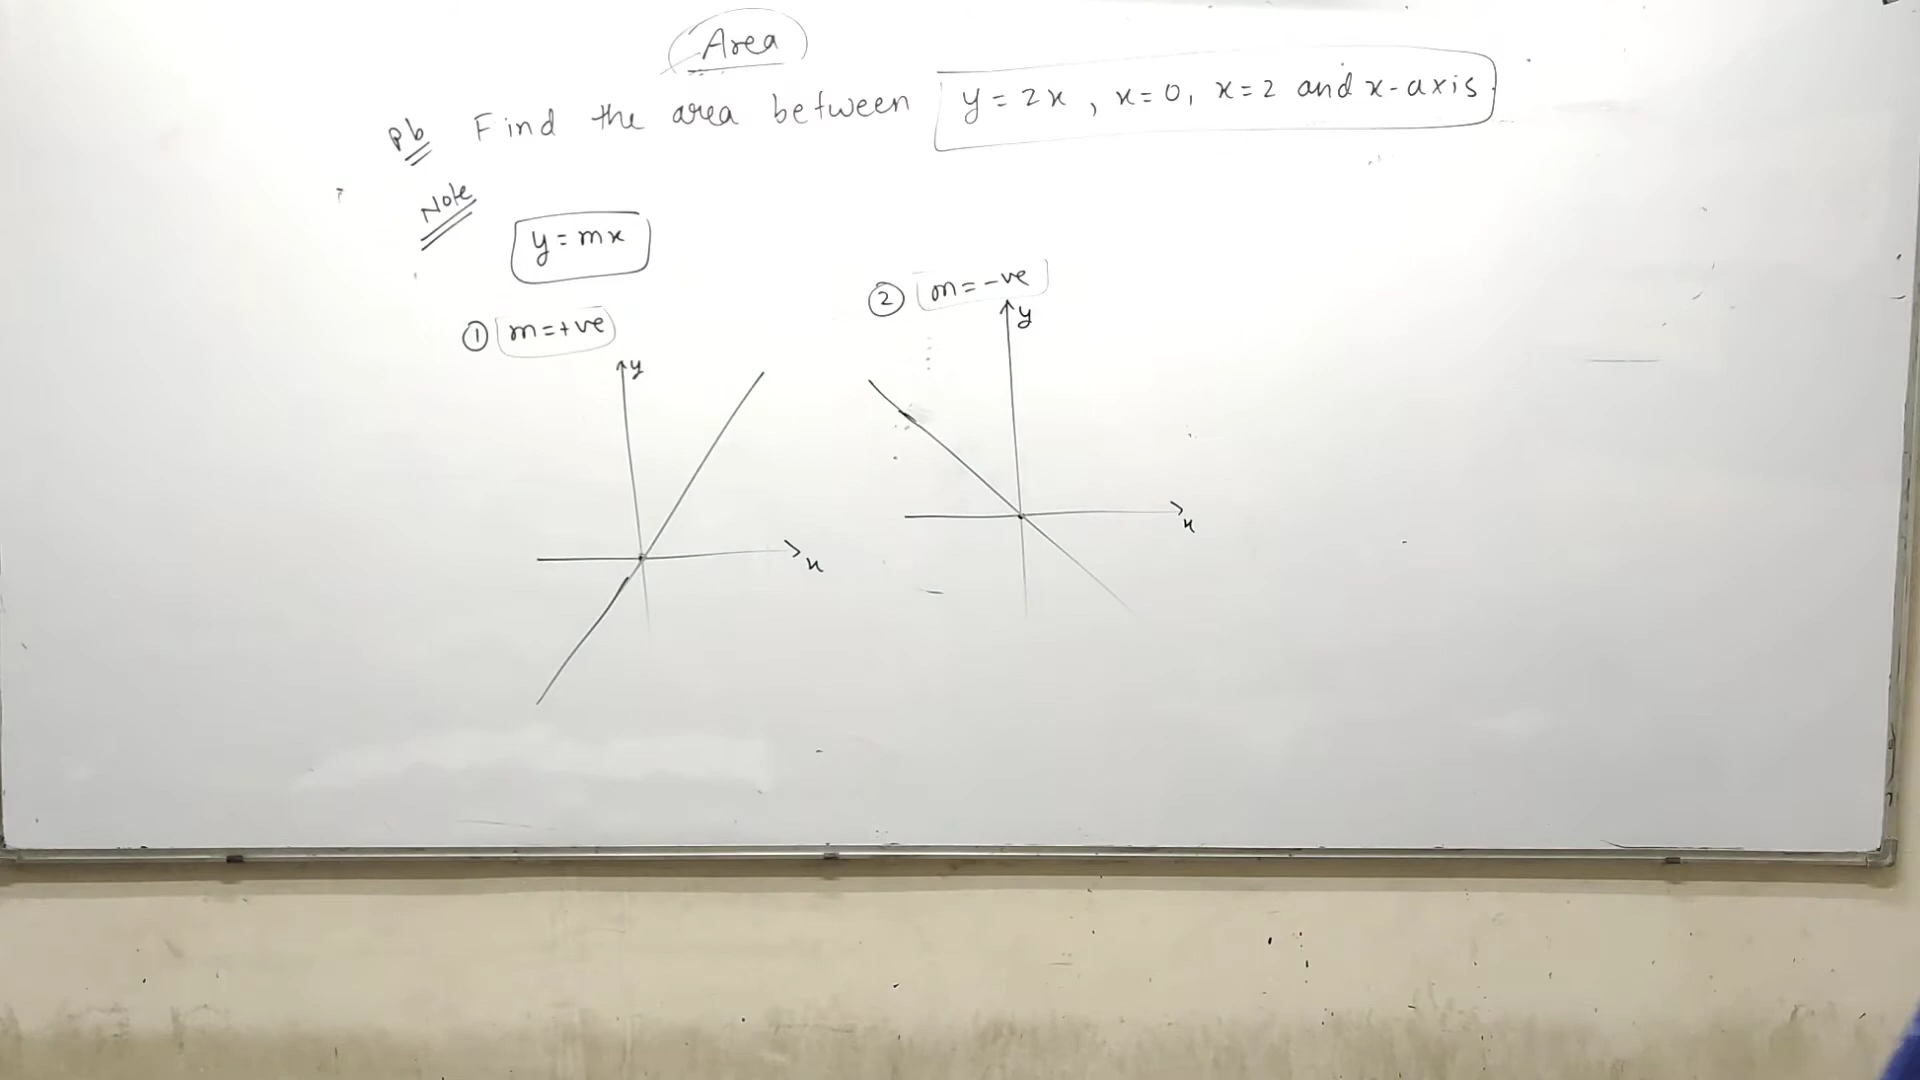 Area
Pb Find the area between y = 2x, x = 0, x = 2 and x-axis.
Note
y = mx
① m = +ve
② m = -ve
y
y
x
x